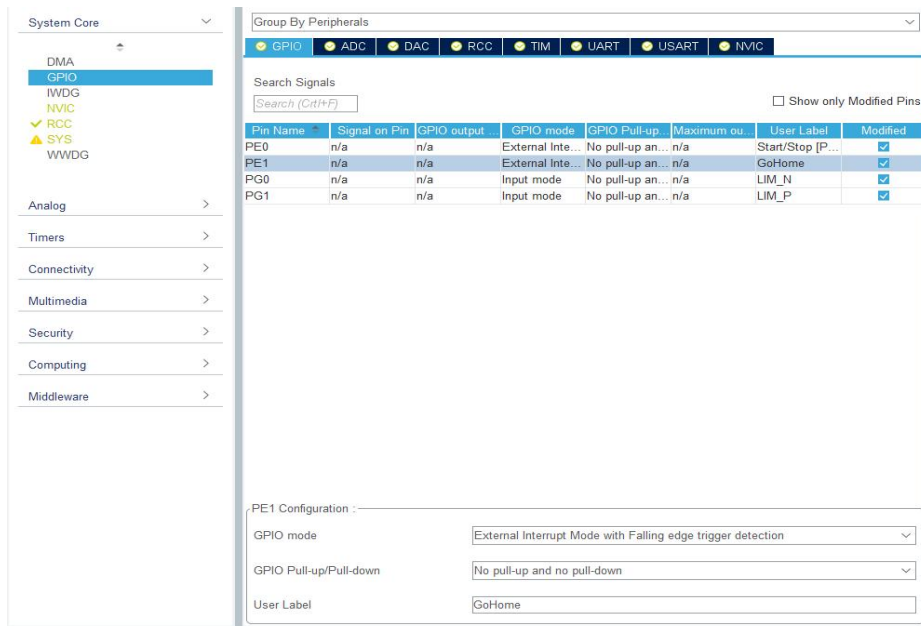 System Core
DMA
GPIO
IWDG
NVIC
RCC
SYS
WWDG
Analog
Timers
Connectivity
Multimedia
Security
Computing
Middleware
Group By Peripherals
GPIO ADC DAC RCC TIM UART USART NVIC
Search Signals
Search (CrtI+F)
Show only Modified Pins
Pin Name Signal on Pin GPIO output ... GPIO mode GPIO Pull-up... Maximum ou... User Label Modified
PE0 n/a n/a External Inte... No pull-up an... n/a Start/Stop [P...
PE1 n/a n/a External Inte... No pull-up an... n/a GoHome
PG0 n/a n/a Input mode No pull-up an... n/a LIM_N
PG1 n/a n/a Input mode No pull-up an... n/a LIM_P
PE1 Configuration :
GPIO mode External Interrupt Mode with Falling edge trigger detection
GPIO Pull-up/Pull-down No pull-up and no pull-down
User Label GoHome